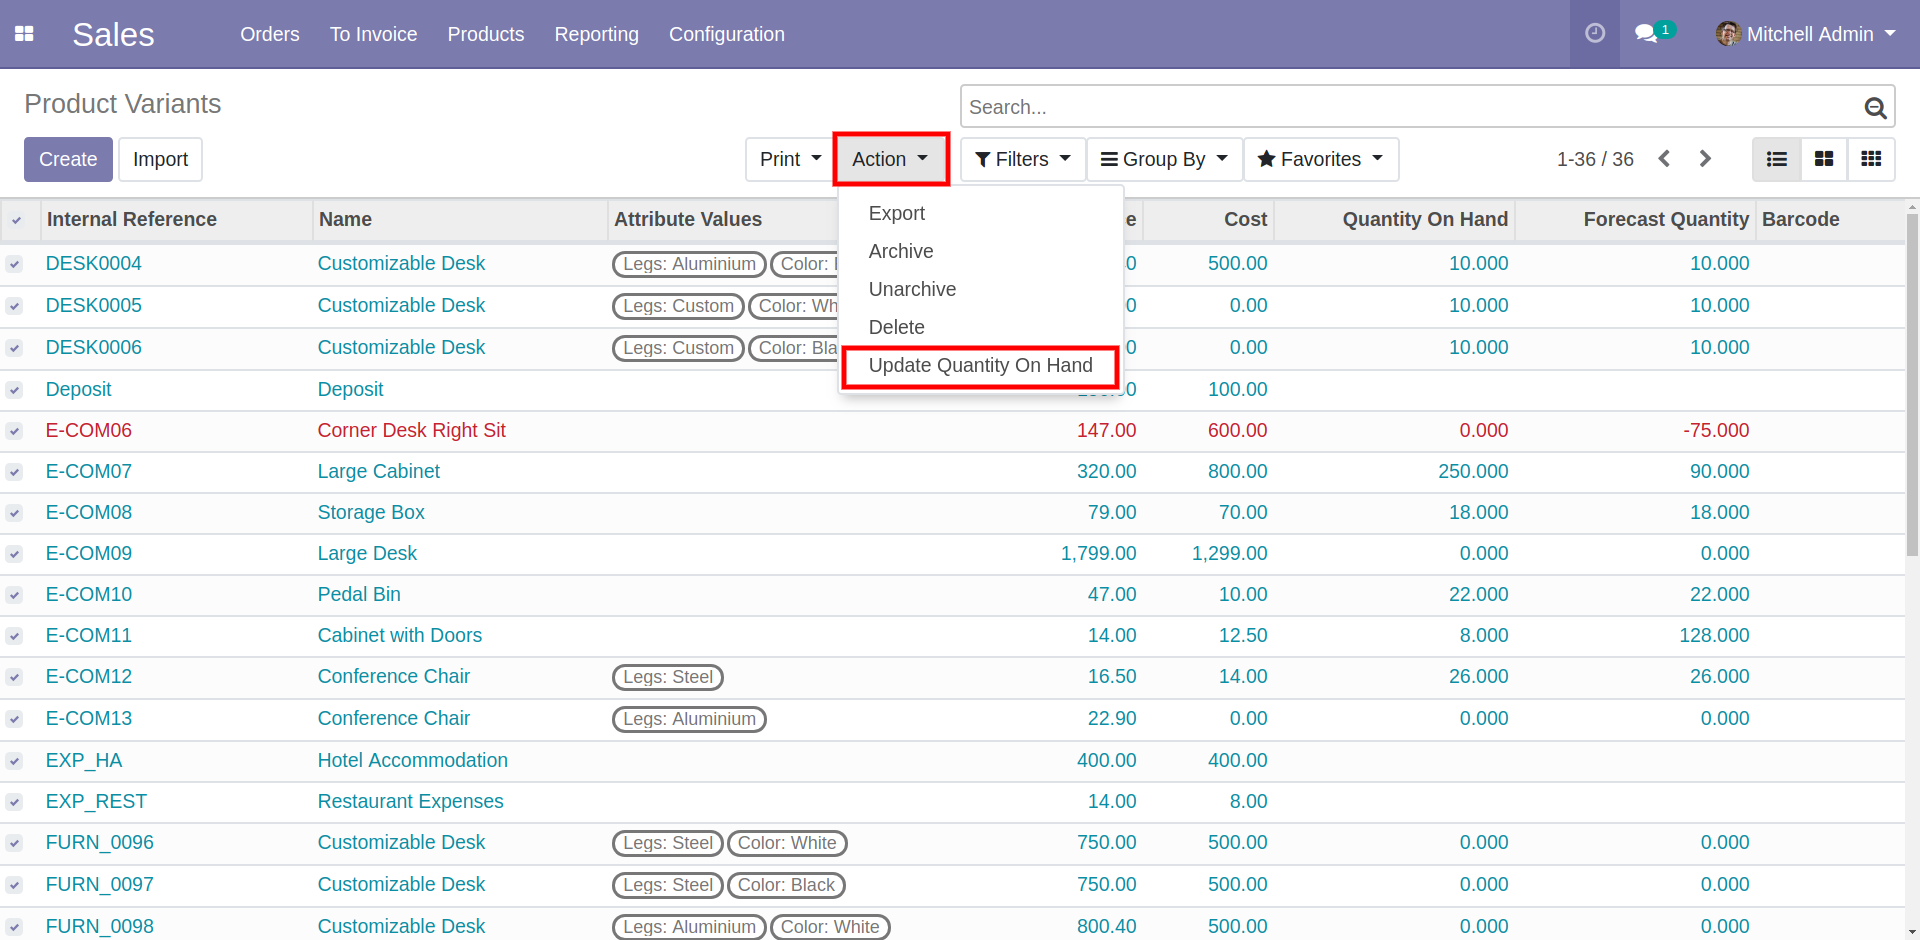 Sales Orders To Invoice Products Reporting Configuration 1 Mitchell Admin
Product Variants
Search...
Create Import Print Action Filters Group By Favorites 1-36 / 36
Export
Archive
Unarchive
Delete
Update Quantity On Hand
Internal Reference Name Attribute Values e Cost Quantity On Hand Forecast Quantity Barcode
DESK0004 Customizable Desk Legs: Aluminium Color: 0 500.00 10.000 10.000
DESK0005 Customizable Desk Legs: Custom Color: Wh 0 0.00 10.000 10.000
DESK0006 Customizable Desk Legs: Custom Color: Bla 0 0.00 10.000 10.000
Deposit Deposit 100.00
E-COM06 Corner Desk Right Sit 147.00 600.00 0.000 -75.000
E-COM07 Large Cabinet 320.00 800.00 250.000 90.000
E-COM08 Storage Box 79.00 70.00 18.000 18.000
E-COM09 Large Desk 1,799.00 1,299.00 0.000 0.000
E-COM10 Pedal Bin 47.00 10.00 22.000 22.000
E-COM11 Cabinet with Doors 14.00 12.50 8.000 128.000
E-COM12 Conference Chair Legs: Steel 16.50 14.00 26.000 26.000
E-COM13 Conference Chair Legs: Aluminium 22.90 0.00 0.000 0.000
EXP_HA Hotel Accommodation 400.00 400.00
EXP_REST Restaurant Expenses 14.00 8.00
FURN_0096 Customizable Desk Legs: Steel Color: White 750.00 500.00 0.000 0.000
FURN_0097 Customizable Desk Legs: Steel Color: Black 750.00 500.00 0.000 0.000
FURN_0098 Customizable Desk Legs: Aluminium Color: White 800.40 500.00 0.000 0.000